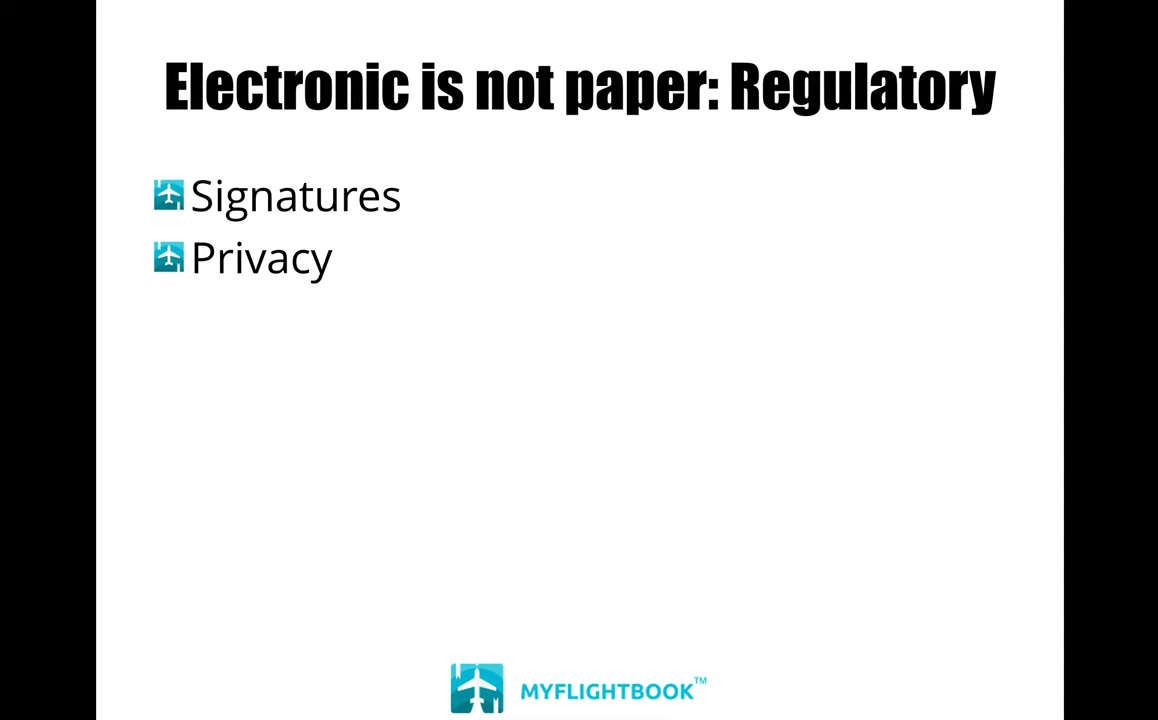 Electronic is not paper: Regulatory
Signatures
Privacy
MYFLIGHTBOOK™